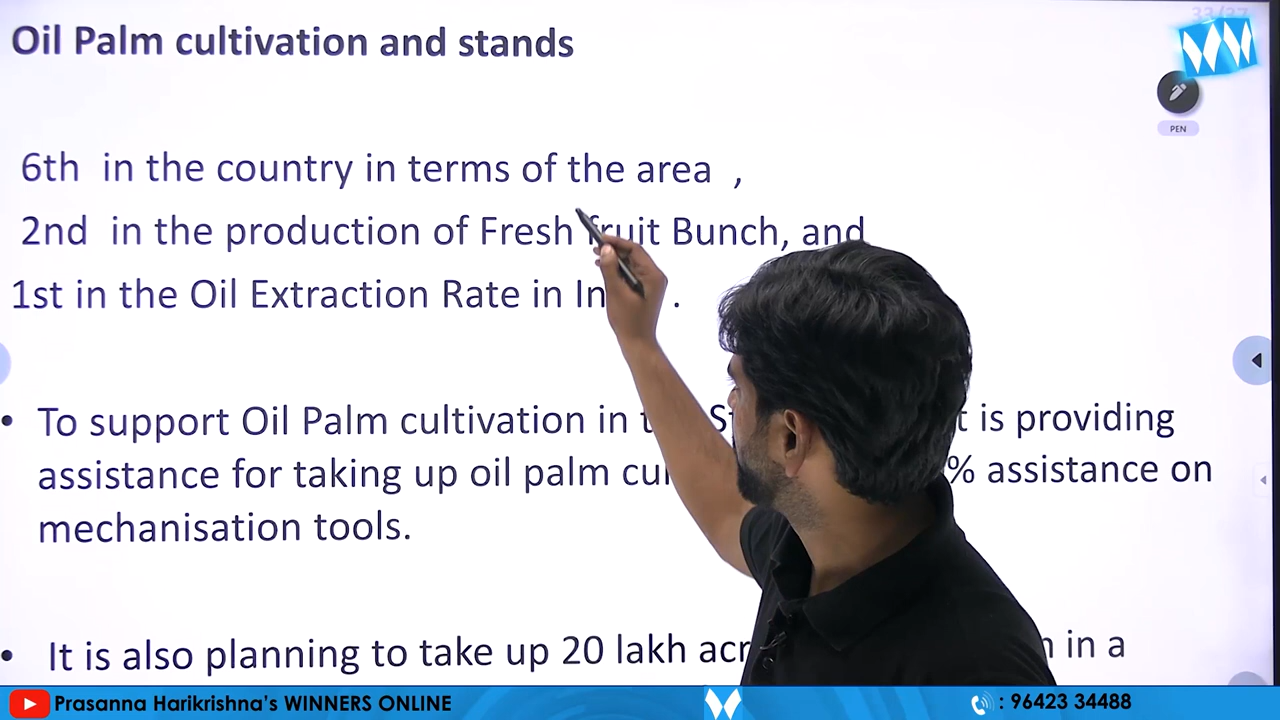 Oil Palm cultivation and stands
33/37
PEN
6th in the country in terms of the area ,
2nd in the production of Fresh fruit Bunch, and
1st in the Oil Extraction Rate in In .
• To support Oil Palm cultivation in is providing
assistance for taking up oil palm % assistance on
mechanisation tools.
• It is also planning to take up 20 lakh in a
Prasanna Harikrishna's WINNERS ONLINE
: 96423 34488